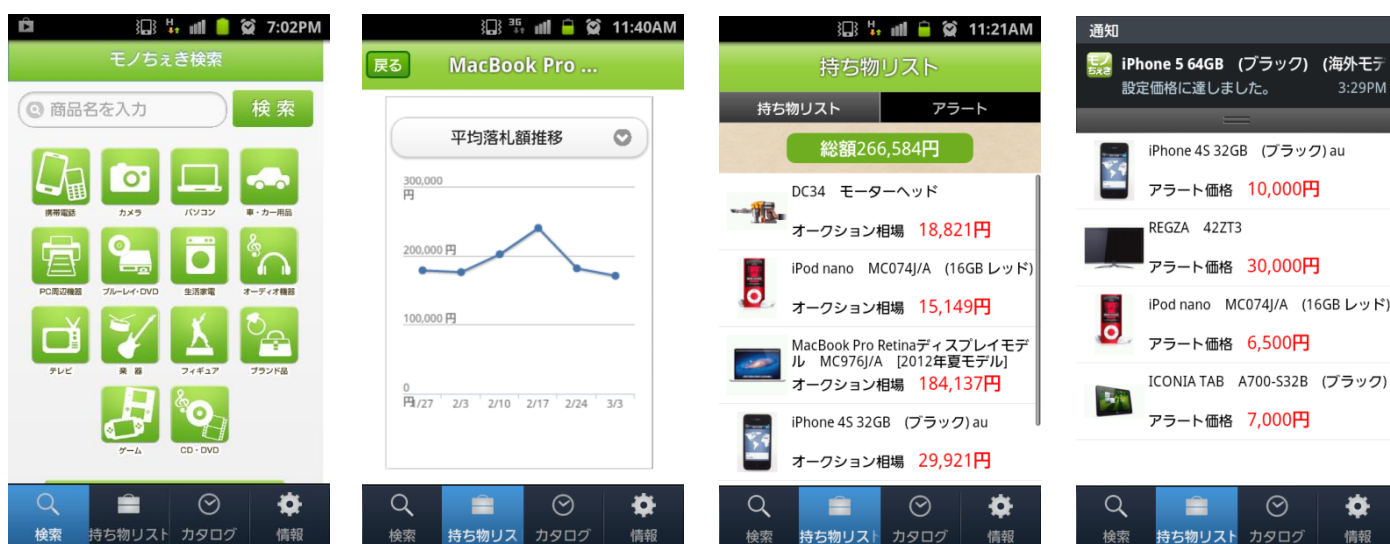 7:02PM
モノちぇき検索
商品名を入力
検 索
携帯電話
カメラ
パソコン
車・カー用品
PC周辺機器
ブルーレイ・DVD
生活家電
オーディオ機器
テレビ
楽 器
フィギュア
ブランド品
ゲーム
CD・DVD
検索
持ち物リスト
カタログ
情報
3G
11:40AM
戻る
MacBook Pro ...
平均落札額推移
300,000
円
200,000 円
100,000 円
0
円
1/27
2/3
2/10
2/17
2/24
3/3
検索
持ち物リス
カタログ
情報
H
11:21AM
持ち物リスト
持ち物リスト
アラート
総額266,584円
DC34　モーターヘッド
オークション相場　18,821円
iPod nano　MC074J/A　(16GB レッド)
オークション相場　15,149円
MacBook Pro Retinaディスプレイモデ
ル　MC976J/A　[2012年夏モデル]
オークション相場　184,137円
iPhone 4S 32GB　(ブラック) au
オークション相場　29,921円
検索
持ち物リスト
カタログ
情報
通知
モノ
ちぇき
iPhone 5 64GB　(ブラック)　(海外モデ
設定価格に達しました。
3:29PM
iPhone 4S 32GB　(ブラック) au
アラート価格　10,000円
REGZA　42ZT3
アラート価格　30,000円
iPod nano　MC074J/A　(16GB レッド)
アラート価格　6,500円
ICONIA TAB　A700-S32B　(ブラック)
アラート価格　7,000円
検索
持ち物リスト
カタログ
情報